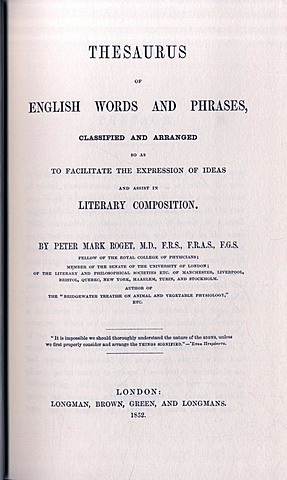 THESAURUS
OF
ENGLISH WORDS AND PHRASES,
CLASSIFIED AND ARRANGED
SO AS
TO FACILITATE THE EXPRESSION OF IDEAS
AND ASSIST IN
LITERARY COMPOSITION.
BY PETER MARK ROGET, M.D., F.R.S., F.R.A.S., F.G.S.
FELLOW OF THE ROYAL COLLEGE OF PHYSICIANS;
MEMBER OF THE SENATE OF THE UNIVERSITY OF LONDON;
OF THE LITERARY AND PHILOSOPHICAL SOCIETIES ETC. OF MANCHESTER, LIVERPOOL,
BRISTOL, QUEBEC, NEW YORK, HAARLEM, TURIN, AND STOCKHOLM.
AUTHOR OF
THE "BRIDGEWATER TREATISE ON ANIMAL AND VEGETABLE PHYSIOLOGY,"
ETC.
"It is impossible we should thoroughly understand the nature of the SIGNS, unless
we first properly consider and arrange the THINGS SIGNIFIED."—
LONDON:
LONGMAN, BROWN, GREEN, AND LONGMANS.
1852.